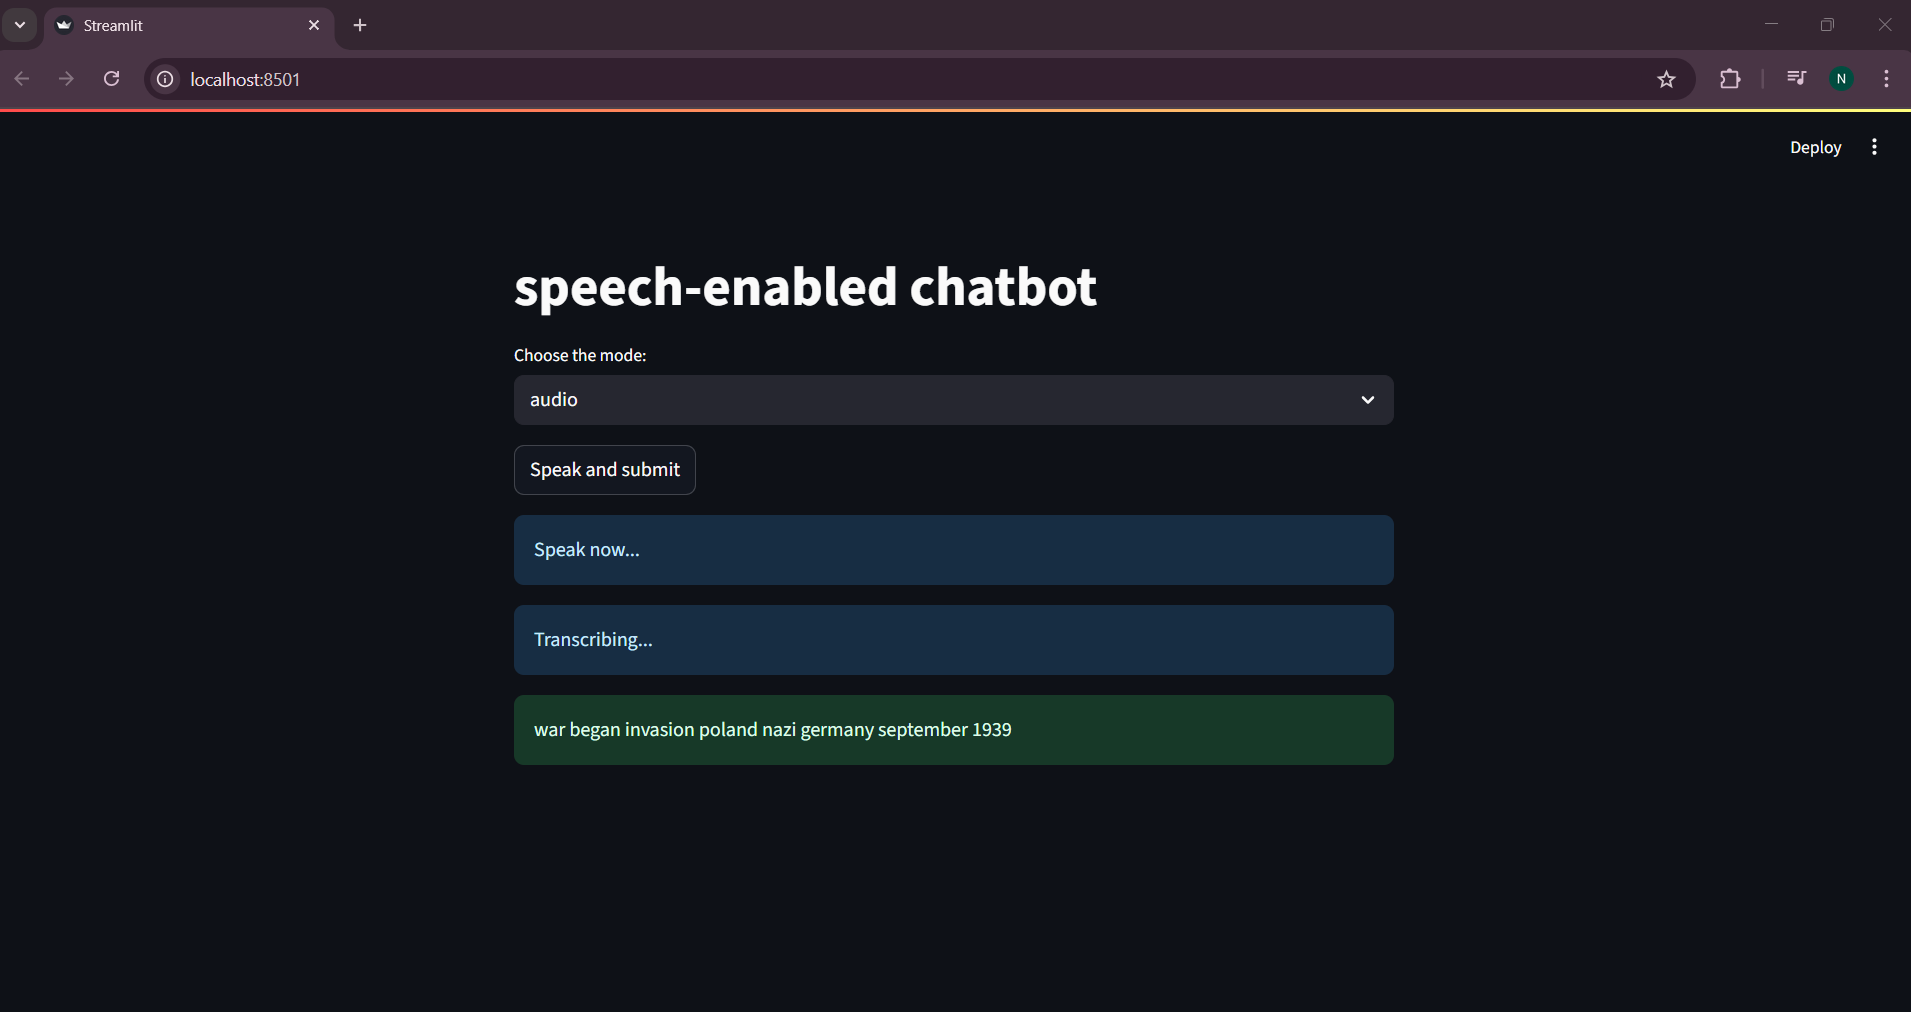 Streamlit
localhost:8501
N
Deploy
speech-enabled chatbot
Choose the mode:
audio
Speak and submit
Speak now...
Transcribing...
war began invasion poland nazi germany september 1939